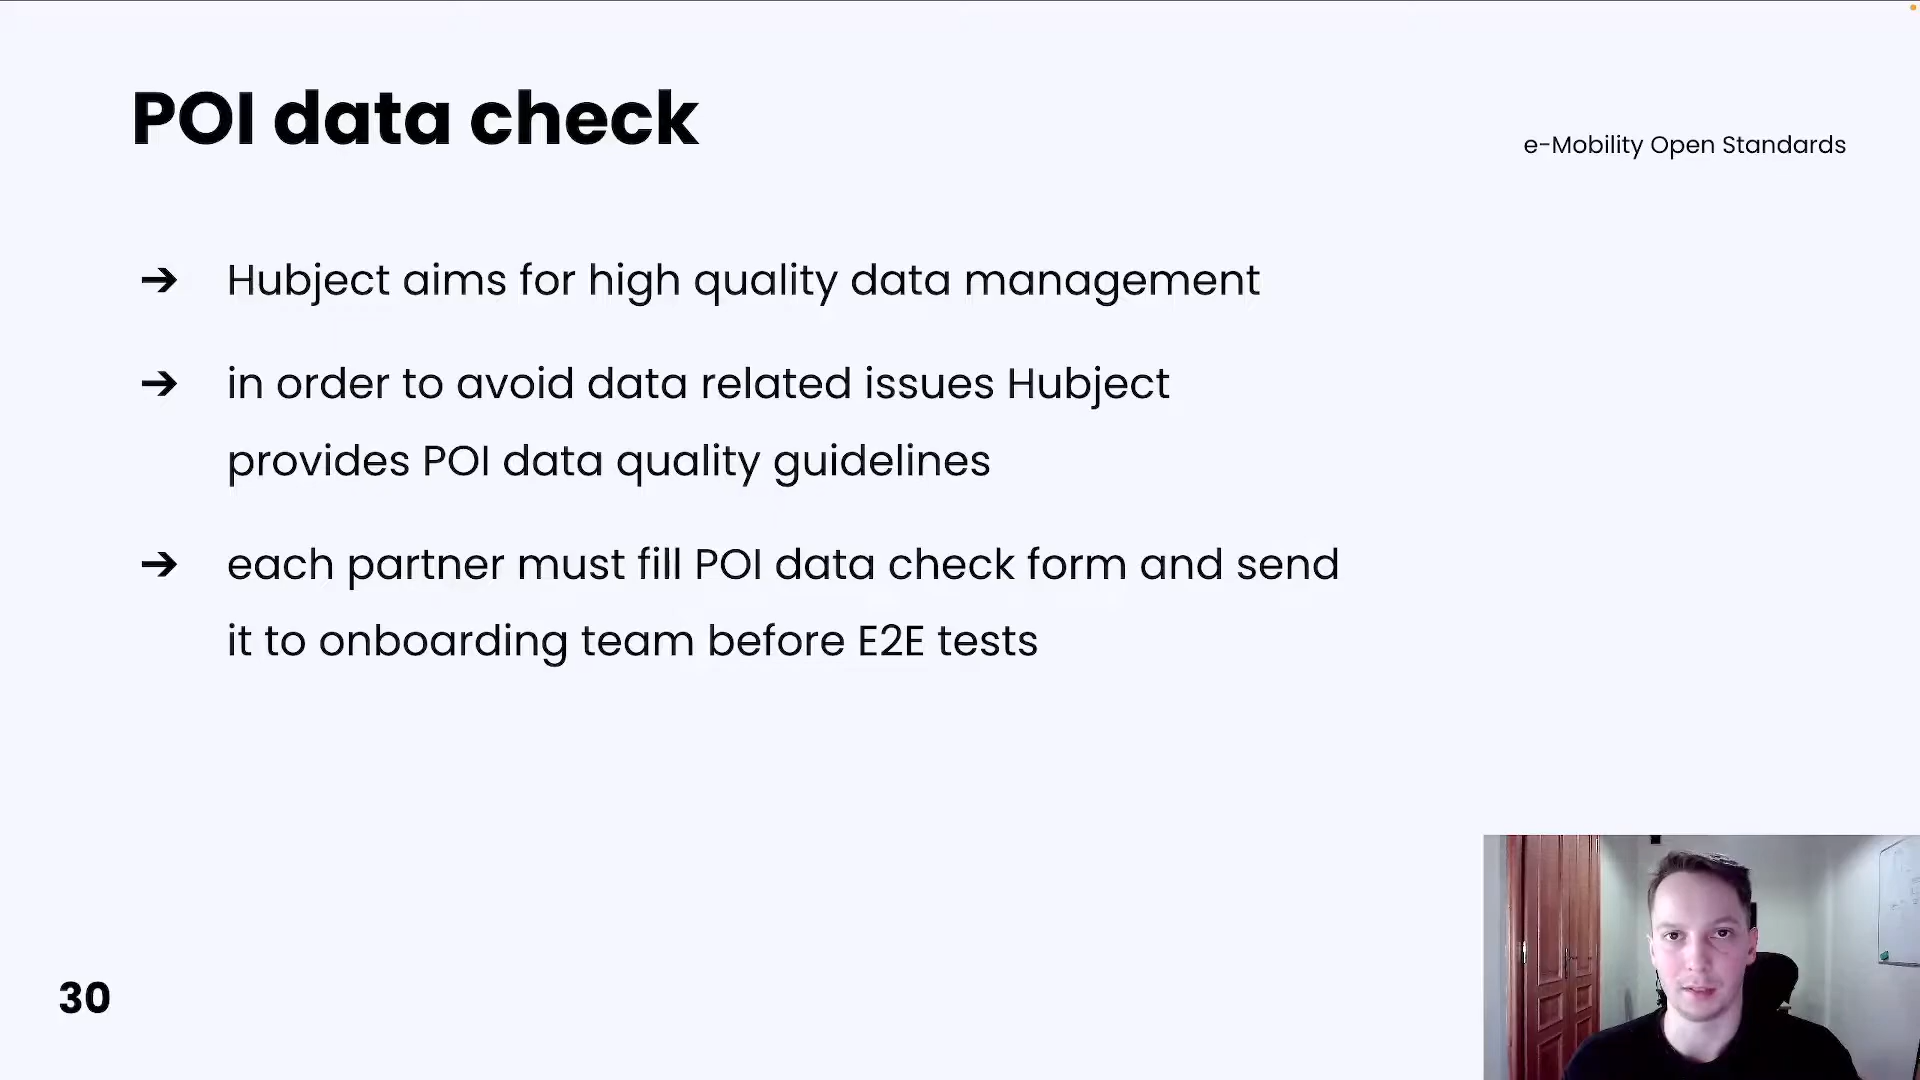 POI data check
e-Mobility Open Standards
➔ Hubject aims for high quality data management
➔ in order to avoid data related issues Hubject
provides POI data quality guidelines
➔ each partner must fill POI data check form and send
it to onboarding team before E2E tests
30